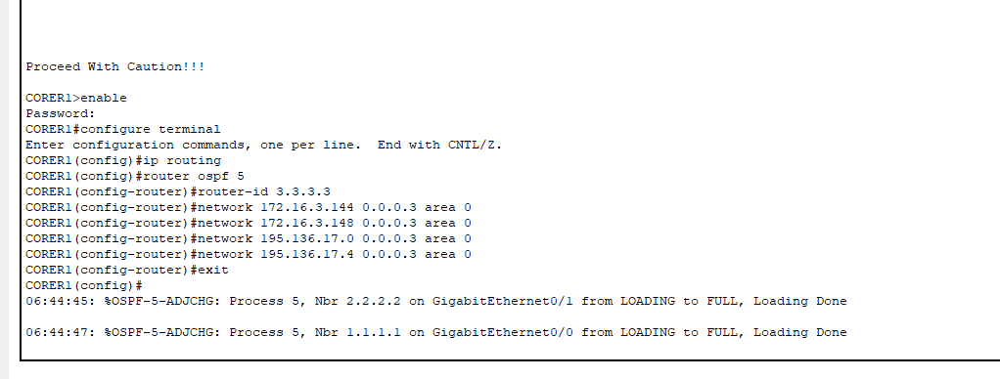 Proceed With Caution!!!
CORER1>enable
Password:
CORER1#configure terminal
Enter configuration commands, one per line.  End with CNTL/Z.
CORER1(config)#ip routing
CORER1(config)#router ospf 5
CORER1(config-router)#router-id 3.3.3.3
CORER1(config-router)#network 172.16.3.144 0.0.0.3 area 0
CORER1(config-router)#network 172.16.3.148 0.0.0.3 area 0
CORER1(config-router)#network 195.136.17.0 0.0.0.3 area 0
CORER1(config-router)#network 195.136.17.4 0.0.0.3 area 0
CORER1(config-router)#exit
CORER1(config)#
06:44:45: %OSPF-5-ADJCHG: Process 5, Nbr 2.2.2.2 on GigabitEthernet0/1 from LOADING to FULL, Loading Done
06:44:47: %OSPF-5-ADJCHG: Process 5, Nbr 1.1.1.1 on GigabitEthernet0/0 from LOADING to FULL, Loading Done